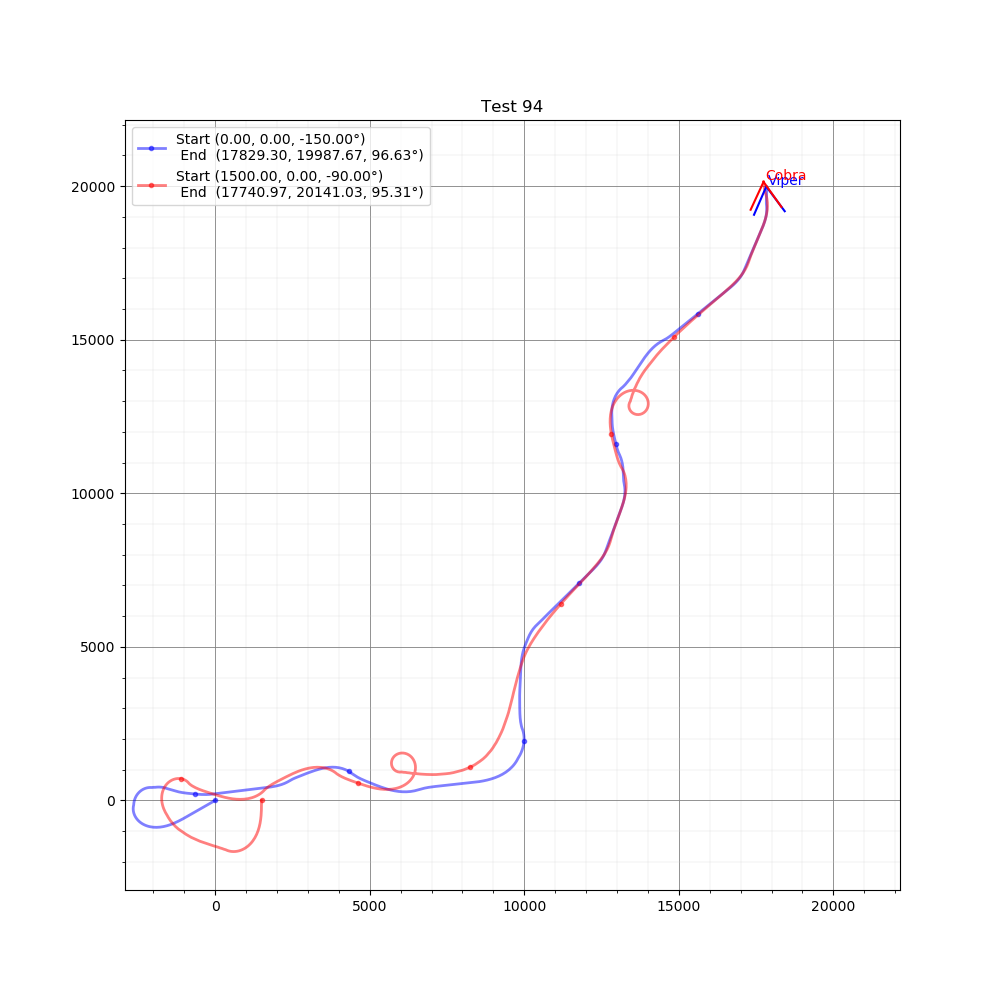 Test 94
Start (0.00, 0.00, -150.00°)
End (17829.30, 19987.67, 96.63°)
Start (1500.00, 0.00, -90.00°)
End (17740.97, 20141.03, 95.31°)
Cobra
Viper
20000
15000
10000
5000
0
0 5000 10000 15000 20000